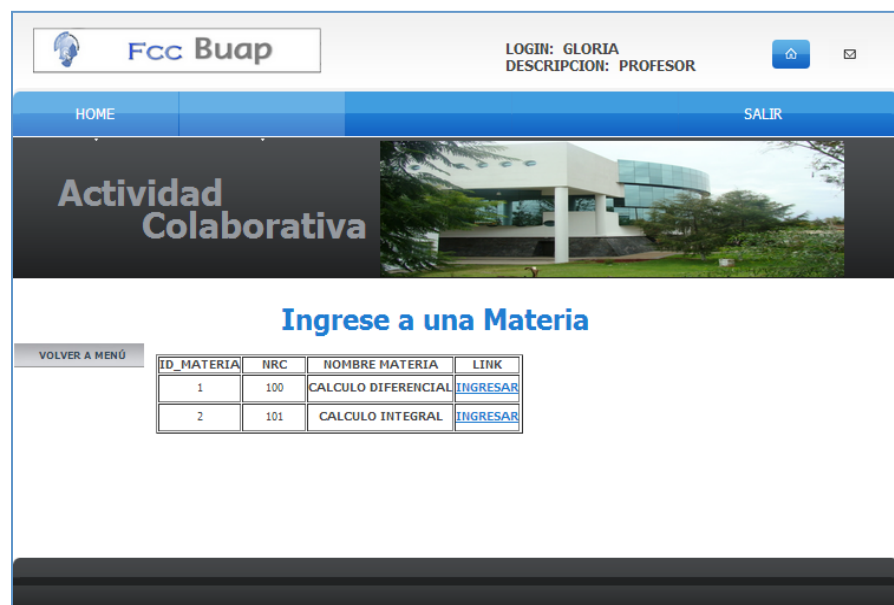 Fcc Buap
LOGIN: GLORIA
DESCRIPCION: PROFESOR
HOME
SALIR
Actividad
Colaborativa
Ingrese a una Materia
VOLVER A MENÚ
ID_MATERIA NRC NOMBRE MATERIA LINK
1 100 CALCULO DIFERENCIAL INGRESAR
2 101 CALCULO INTEGRAL INGRESAR